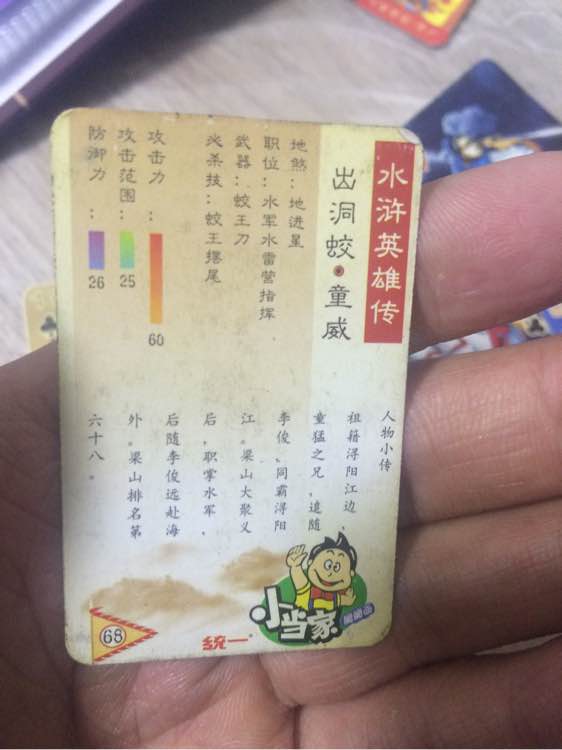 水浒英雄传
出洞蛟·童威
地煞：地进星
职位：水军水雷营指挥
武器：蛟王刀
必杀技：蛟王摆尾
攻击力：
60
攻击范围：
25
防御力：
26
人物小传
祖籍浔阳江边，
童猛之兄，追随
李俊、同霸浔阳
江。梁山大聚义
后，职掌水军，
后随李俊远赴海
外。梁山排名第
六十八。
68
统一
小当家